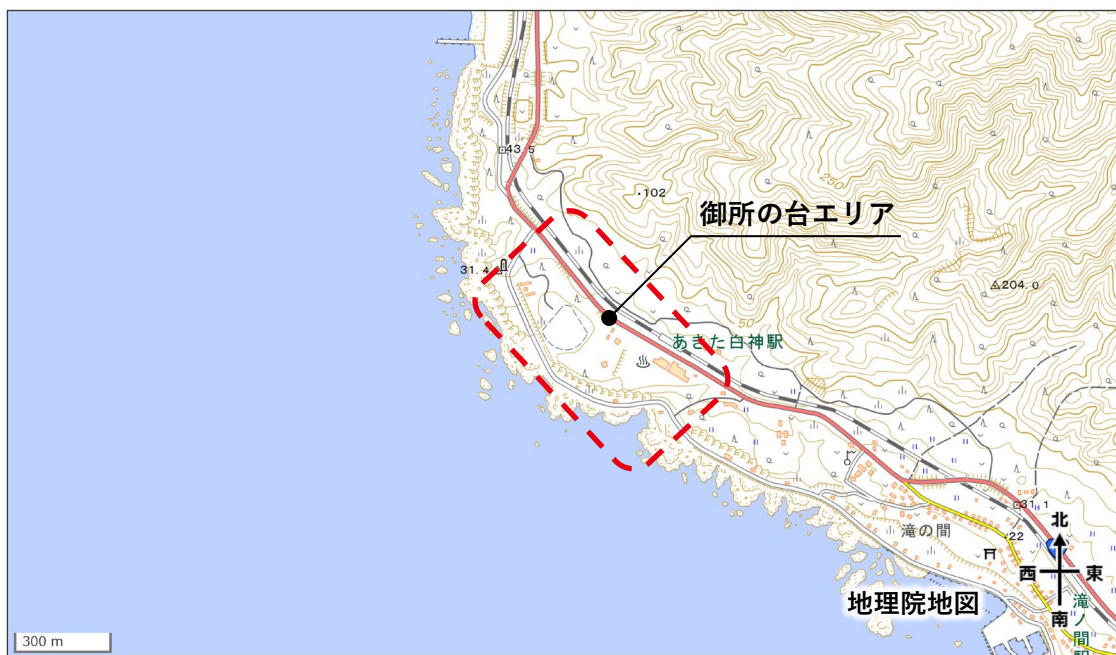 43.5
・102
250
御所の台エリア
31.4
204.0
50
あきた白神駅
31.1
北
・22
滝の間
西
東
地理院地図
南
滝ノ間駅
300 m